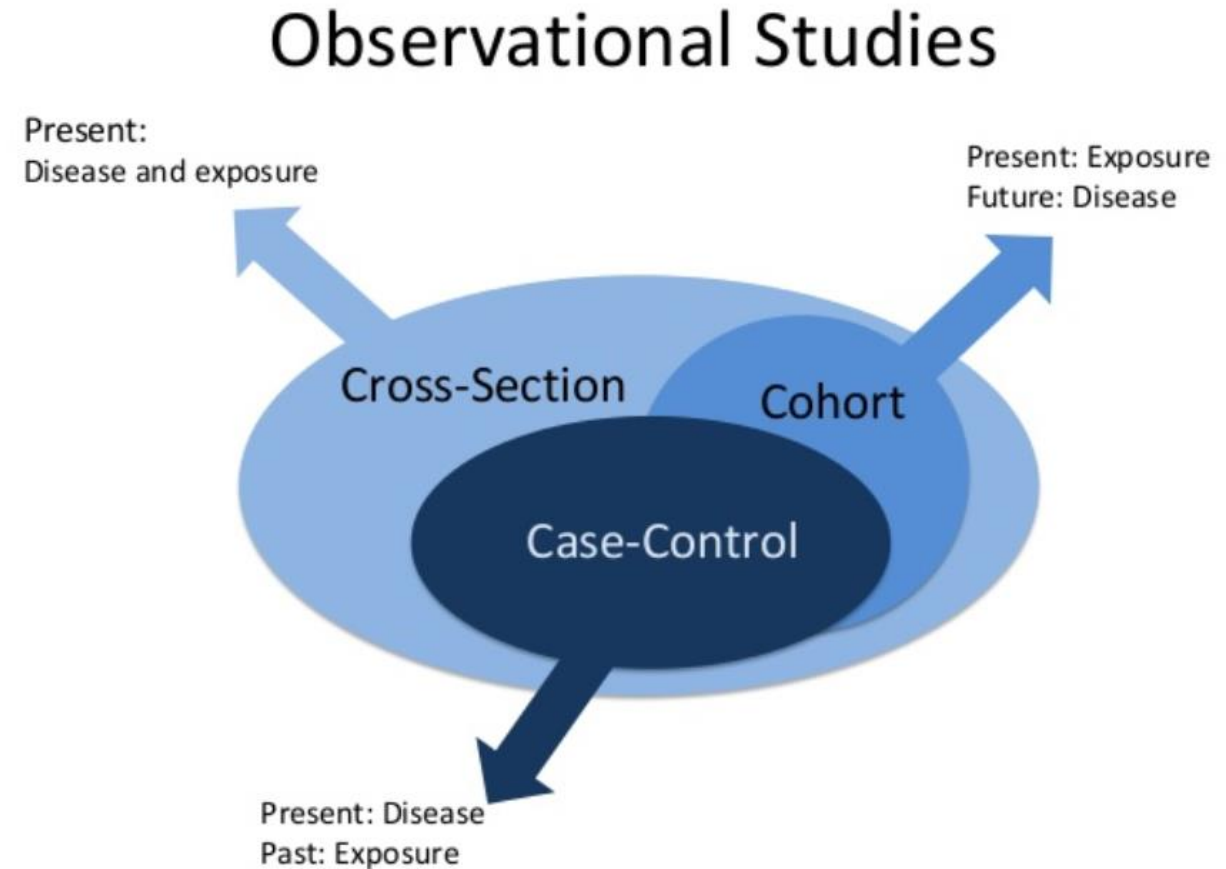 Observational Studies
Present:
Disease and exposure
Present: Exposure
Future: Disease
Cross-Section
Cohort
Case-Control
Present: Disease
Past: Exposure